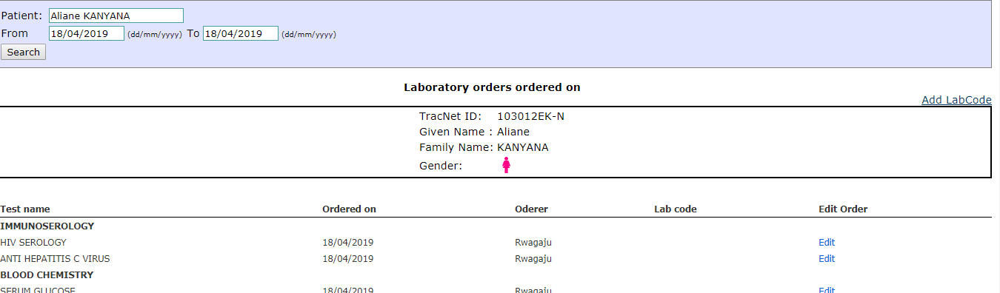 Patient: Aliane KANYANA
From 18/04/2019 (dd/mm/yyyy) To 18/04/2019 (dd/mm/yyyy)
Search
Laboratory orders ordered on
Add LabCode
TracNet ID: 103012EK-N
Given Name : Aliane
Family Name: KANYANA
Gender:
Test name Ordered on Oderer Lab code Edit Order
IMMUNOSEROLOGY
HIV SEROLOGY 18/04/2019 Rwagaju Edit
ANTI HEPATITIS C VIRUS 18/04/2019 Rwagaju Edit
BLOOD CHEMISTRY
SERUM GLUCOSE 18/04/2019 Rwagaju Edit